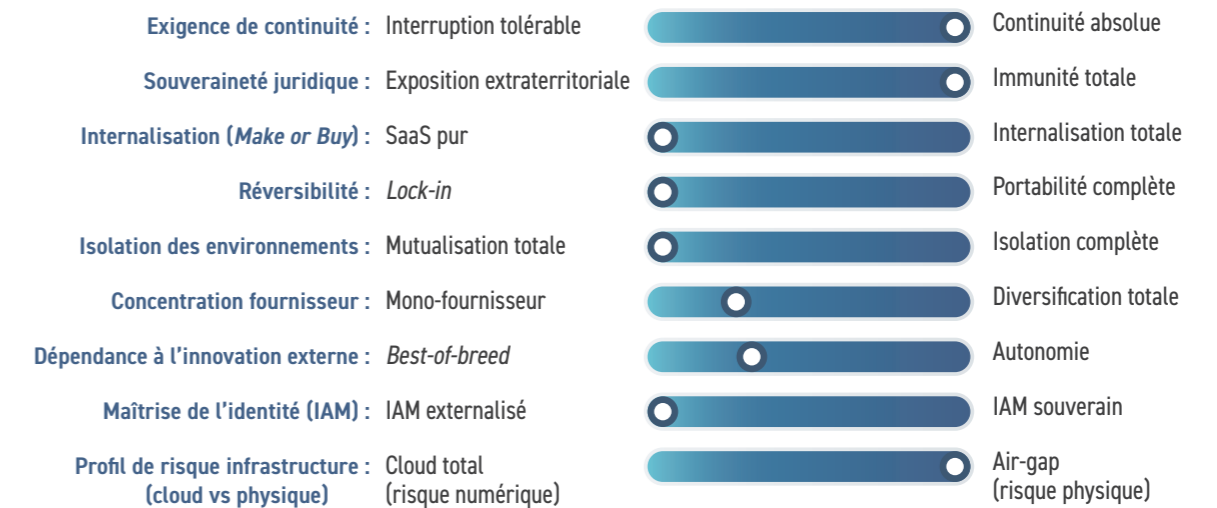 Exigence de continuité : Interruption tolérable Continuité absolue
Souveraineté juridique : Exposition extraterritoriale Immunité totale
Internalisation (Make or Buy) : SaaS pur Internalisation totale
Réversibilité : Lock-in Portabilité complète
Isolation des environnements : Mutualisation totale Isolation complète
Concentration fournisseur : Mono-fournisseur Diversification totale
Dépendance à l’innovation externe : Best-of-breed Autonomie
Maîtrise de l’identité (IAM) : IAM externalisé IAM souverain
Profil de risque infrastructure : Cloud total Air-gap
(cloud vs physique) (risque numérique) (risque physique)